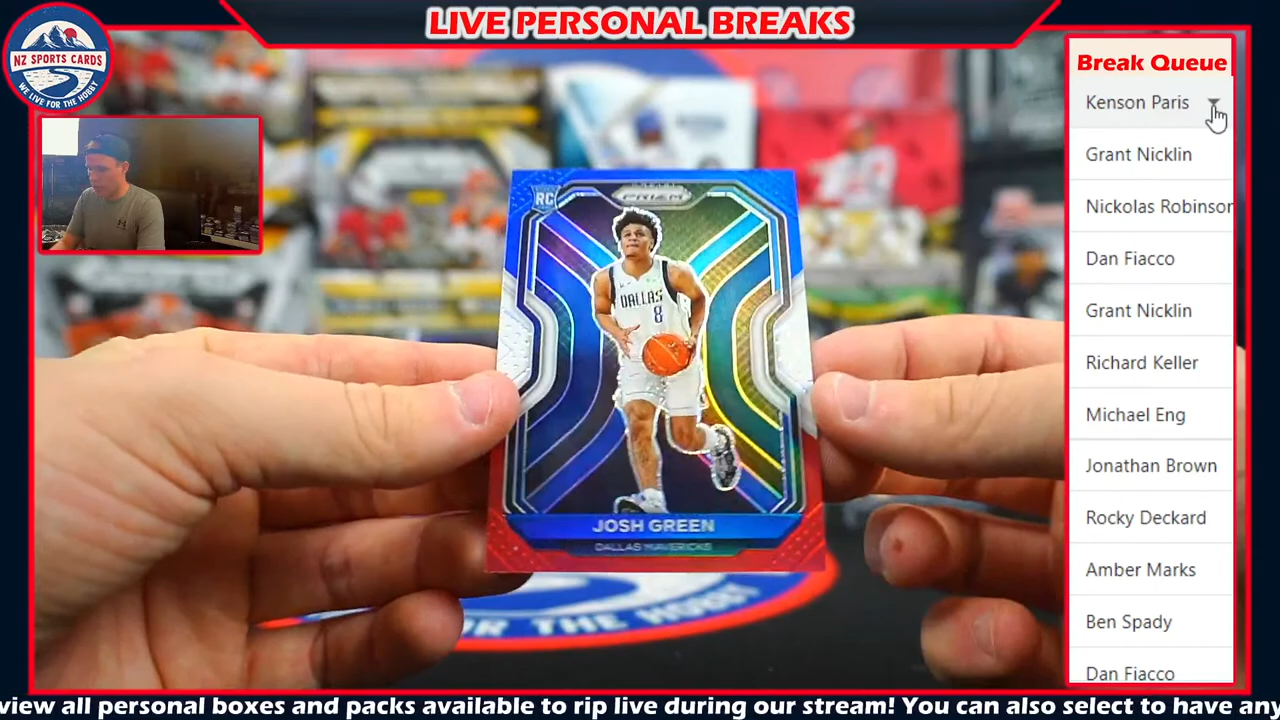 LIVE PERSONAL BREAKS
NZ SPORTS CARDS
WE LIVE FOR THE HOBBY
Break Queue
Kenson Paris
Grant Nicklin
Nickolas Robinson
Dan Fiacco
Grant Nicklin
Richard Keller
Michael Eng
Jonathan Brown
Rocky Deckard
Amber Marks
Ben Spady
Dan Fiacco
RC
PRIZM
DALLAS
8
JOSH GREEN
DALLAS MAVERICKS
FOR THE HOBBY
view all personal boxes and packs available to rip live during our stream! You can also select to have any